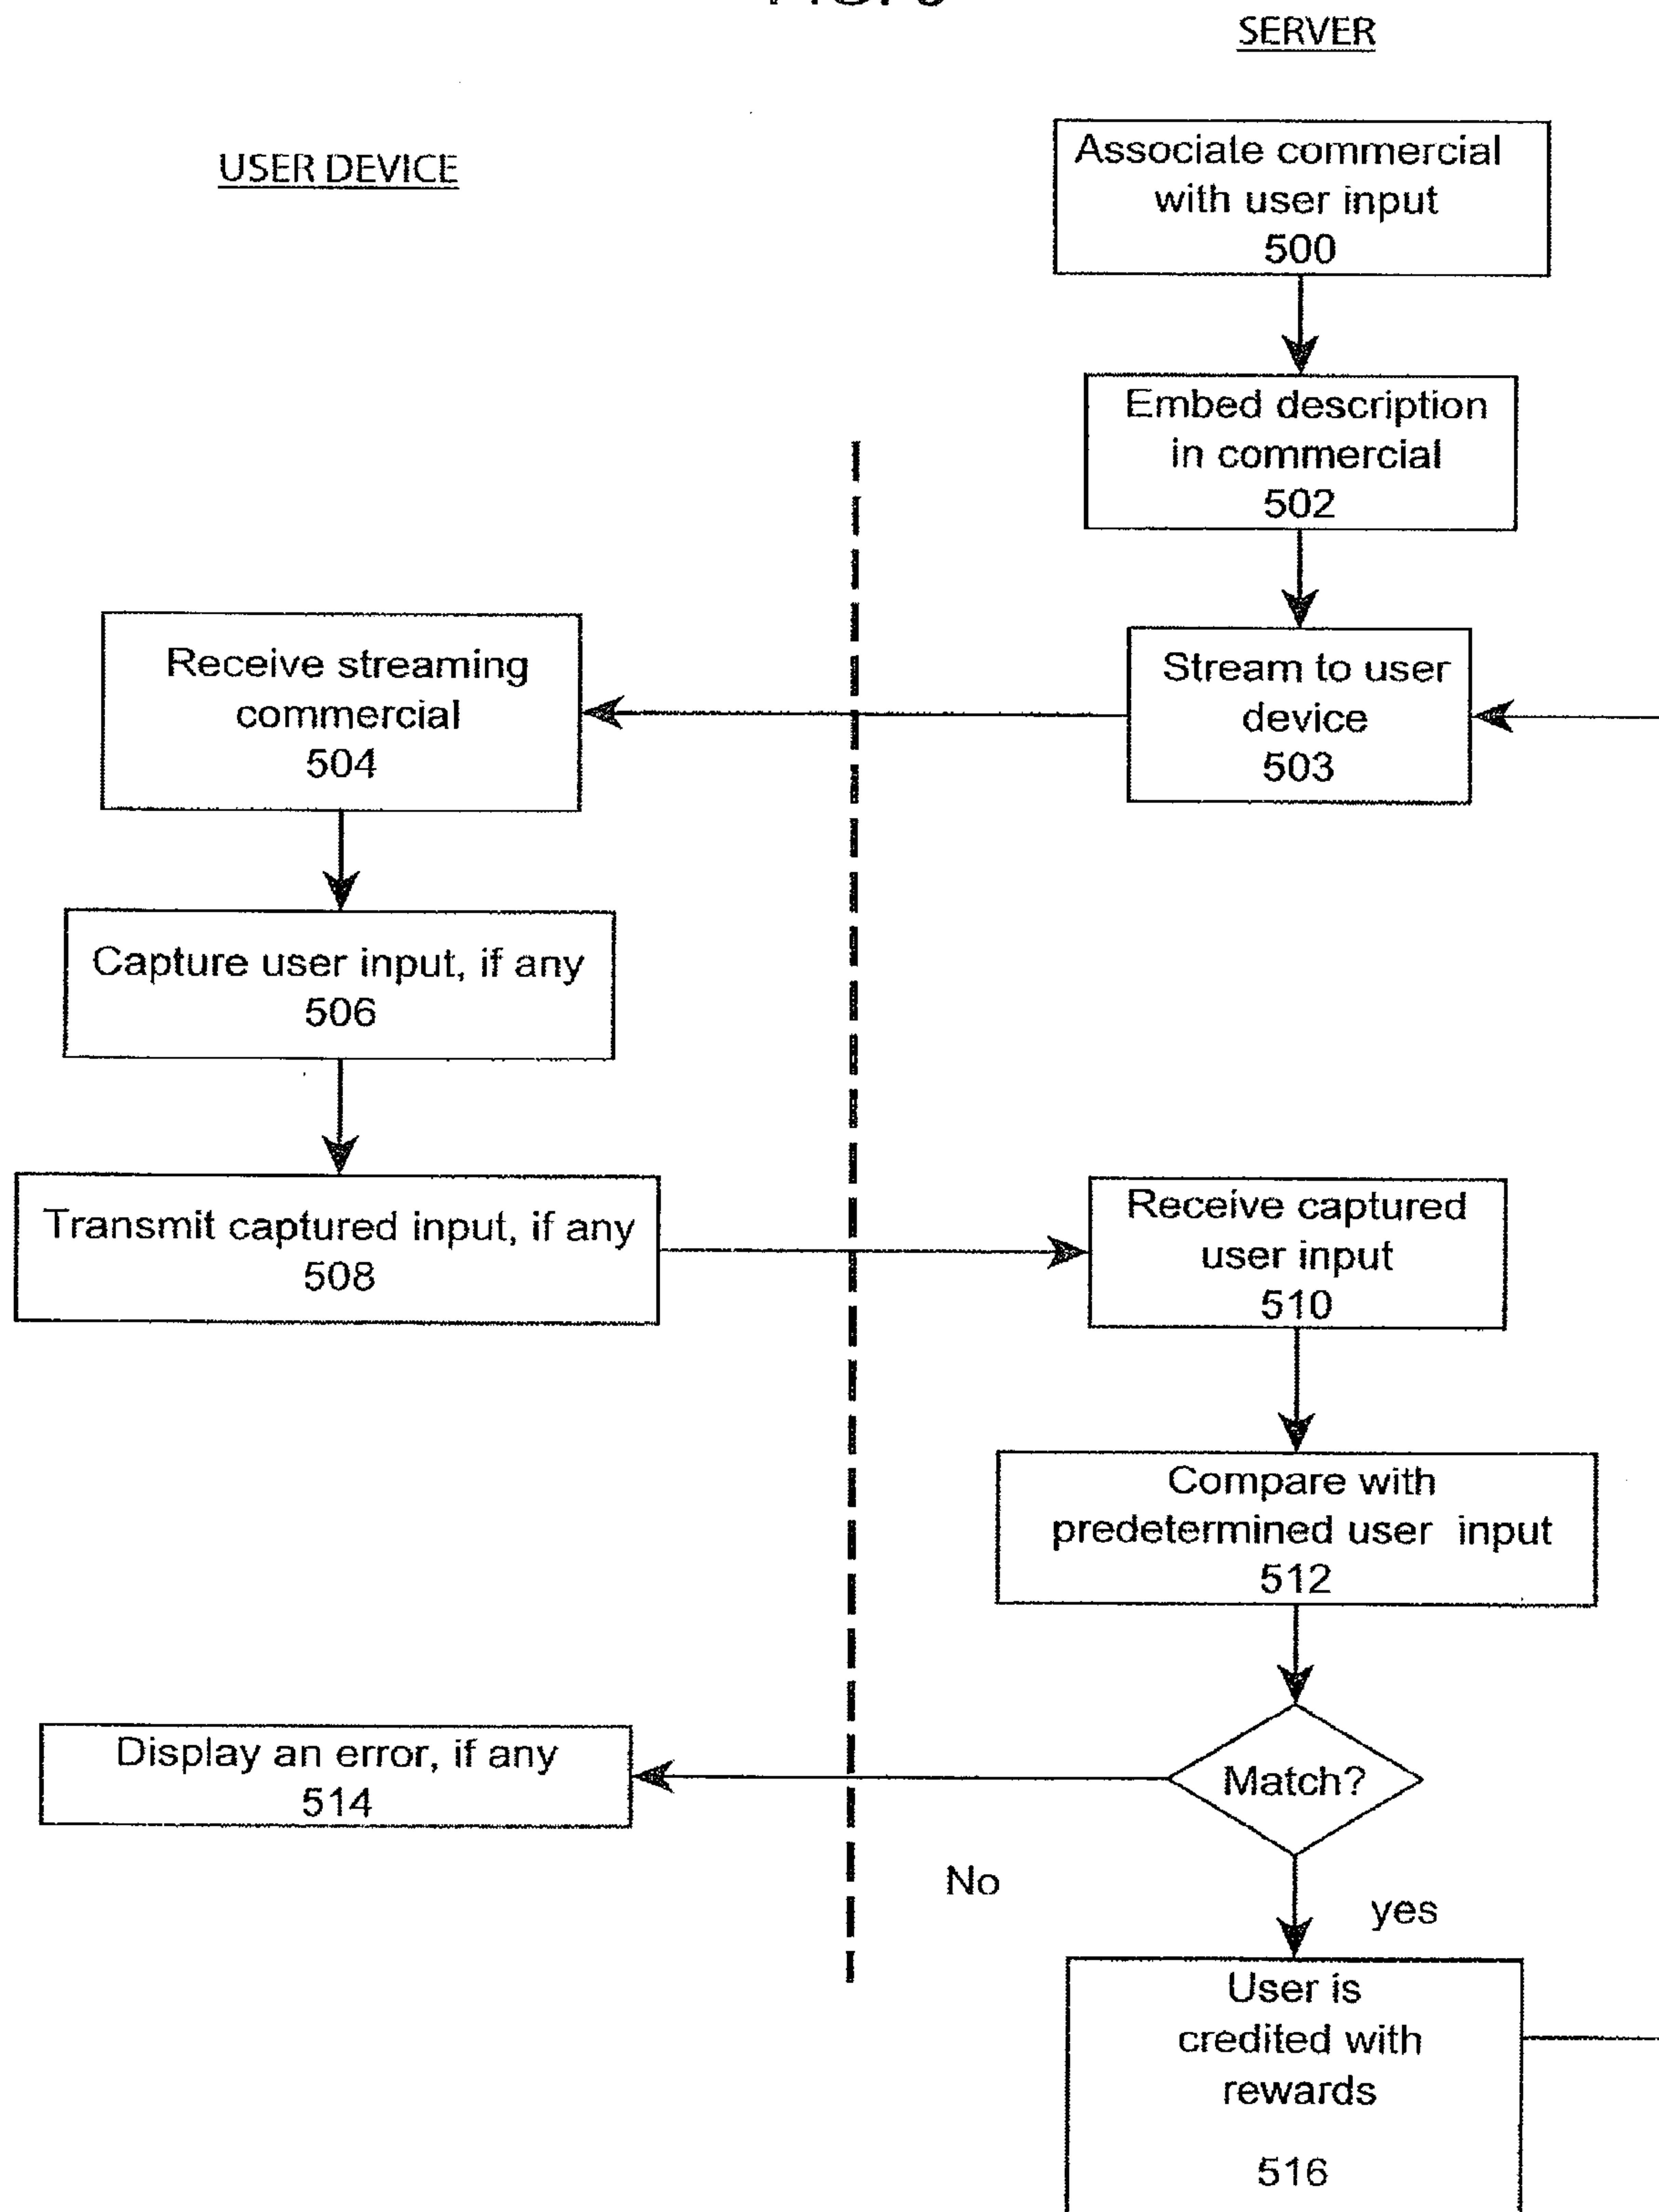 SERVER
USER DEVICE
Associate commercial
with user input
500
Embed description
in commercial
502
Receive streaming
commercial
504
Stream to user
device
503
Capture user input, if any
506
Transmit captured input, if any
508
Receive captured
user input
510
Compare with
predetermined user input
512
Display an error, if any
514
Match?
No
yes
User is
credited with
rewards
516